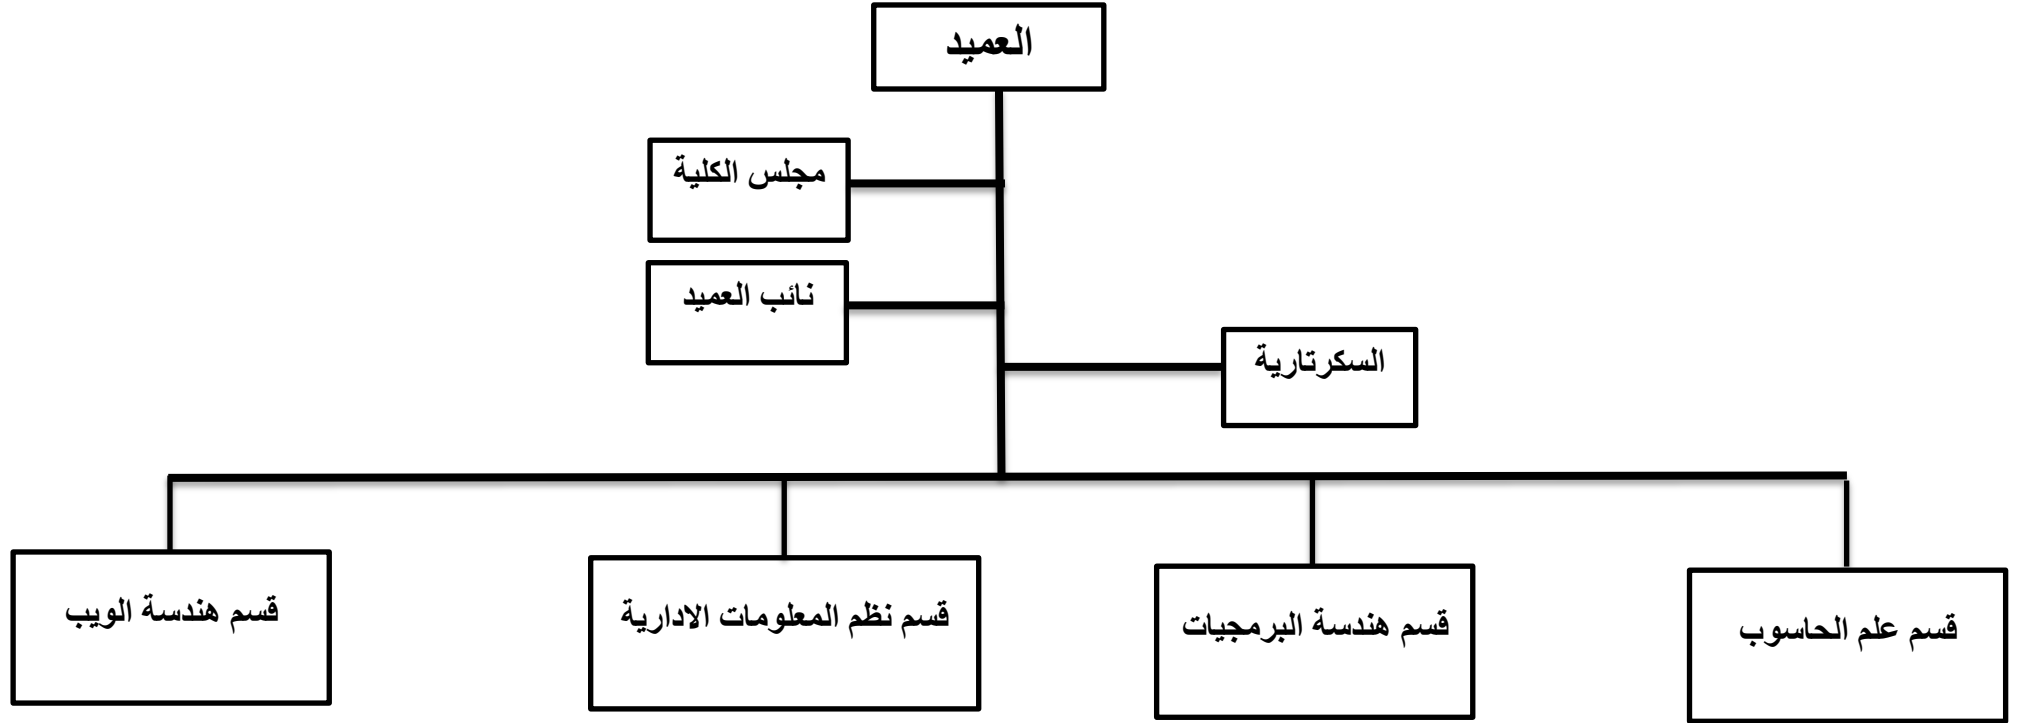 العميد
مجلس الكلية
نائب العميد
السكرتارية
قسم علم الحاسوب
قسم هندسة البرمجيات
قسم نظم المعلومات الادارية
قسم هندسة الويب